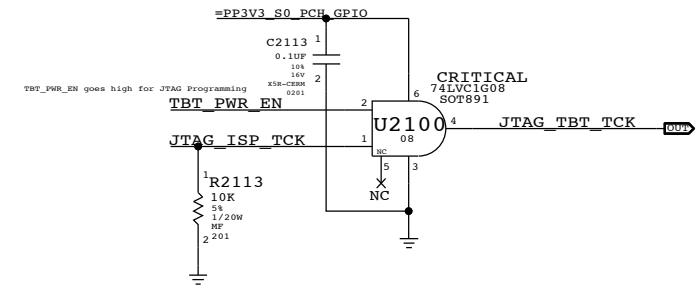 =PP3V3_S0_PCH_GPIO
C2113
1
0.1UF
10%
16V
X5R-CERM
0201
2
TBT_PWR_EN goes high for JTAG Programming
CRITICAL
74LVC1G08
SOT891
6
TBT_PWR_EN
2
U2100
08
4
JTAG_TBT_TCK
OUT
JTAG_ISP_TCK
1
NC
5
3
NC
1
R2113
10K
5%
1/20W
MF
201
2